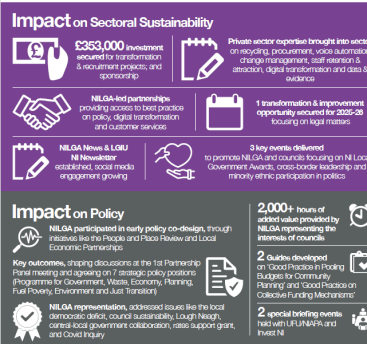 Impact on Sectoral Sustainability
£353,000 investment
secured for transformation
& recruitment projects; and
sponsorship
Private sector expertise brought into sector
on recycling, procurement, voice automation
change management, staff retention &
attraction, digital transformation and data &
evidence
NILGA-led partnerships
providing access to best practice
on policy, digital transformation
and customer services
1 transformation & improvement
opportunity secured for 2025-26
focusing on legal matters
NILGA News & LGIU
NI Newsletter
established, social media
engagement growing
3 key events delivered
to promote NILGA and councils focusing on NI Local
Government Awards, cross-border leadership and
minority ethnic participation in politics
Impact on Policy
NILGA participated in early policy co-design, through
initiatives like the People and Place Review and Local
Economic Partnerships
Key outcomes, shaping discussions at the 1st Partnership
Panel meeting and agreeing on 7 strategic policy positions
(Programme for Government, Waste, Economy, Planning,
Fuel Poverty, Environment and Just Transition)
NILGA representation, addressed issues like the local
democratic deficit, council sustainability, Lough Neagh,
central-local government collaboration, rates support grant,
and Covid Inquiry
2,000+ hours of
added value provided by
NILGA representing the
interests of councils
2 Guides developed
on 'Good Practice in Pooling
Budgets for Community
Planning' and 'Good Practice on
Collective Funding Mechanisms'
2 special briefing events
held with UFU/NIAPA and
Invest NI